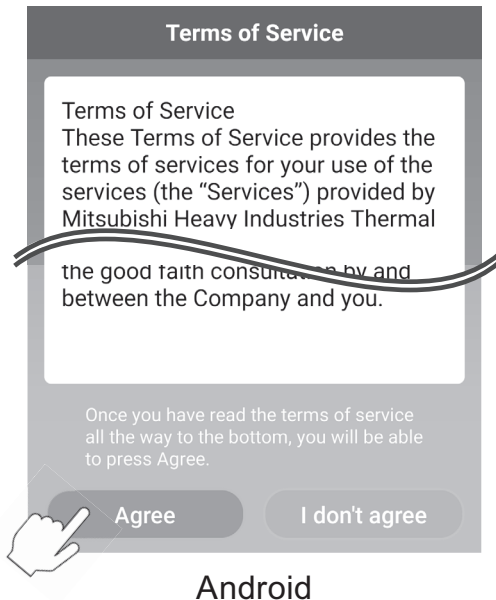 Terms of Service
Terms of Service
These Terms of Service provides the
terms of services for your use of the
services (the “Services”) provided by
Mitsubishi Heavy Industries Thermal
the good faith consultation by and
between the Company and you.
Once you have read the terms of service
all the way to the bottom, you will be able
to press Agree.
Agree
I don't agree
Android